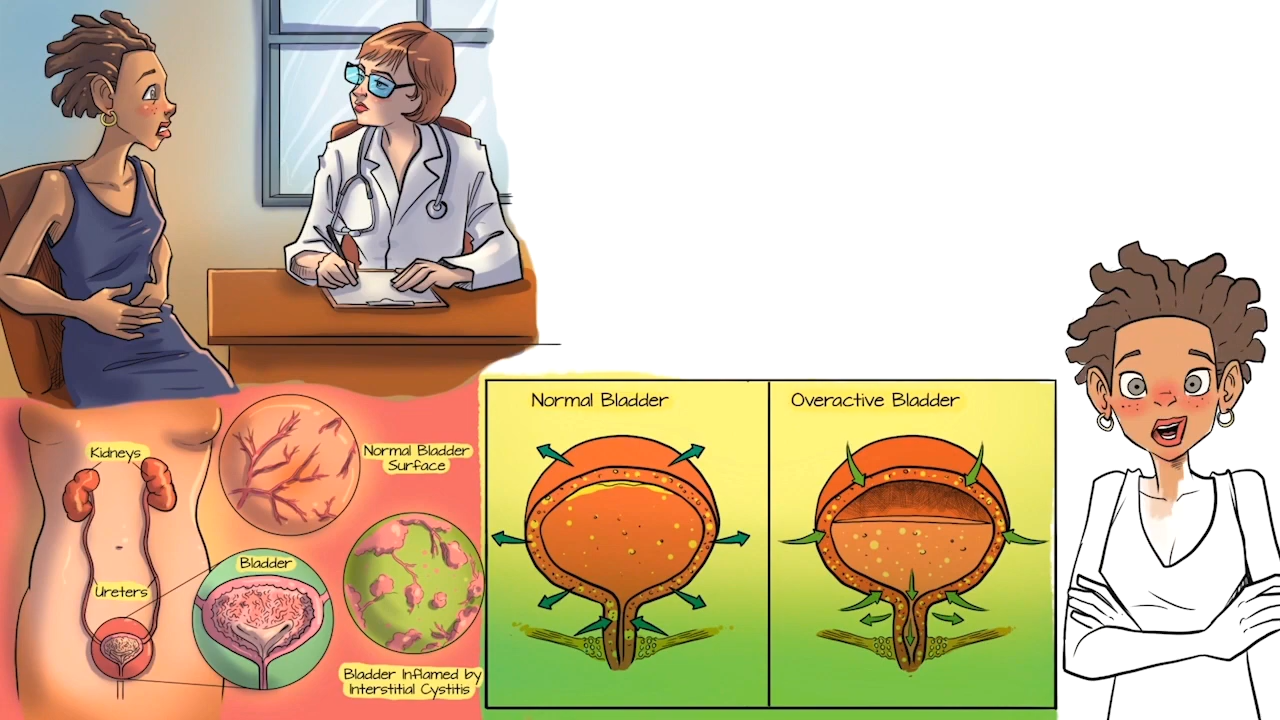 Kidneys
Normal Bladder
Surface
Bladder
Ureters
Bladder Inflamed by
Interstitial Cystitis
Normal Bladder
Overactive Bladder